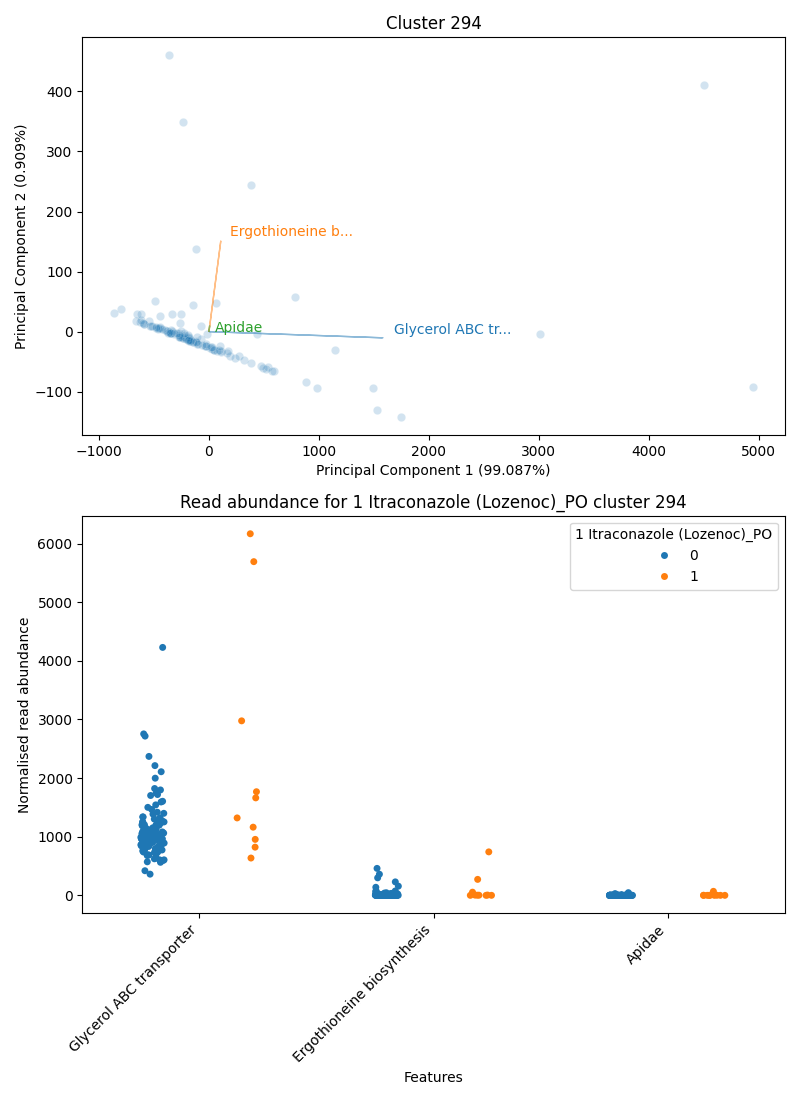 Cluster 294
Principal Component 2 (0.909%)
400
300
200
100
0
−100
Ergothioneine b...
Apidae
Glycerol ABC tr...
−1000
0
1000
2000
3000
4000
5000
Principal Component 1 (99.087%)
Read abundance for 1 Itraconazole (Lozenoc)_PO cluster 294
Normalised read abundance
6000
5000
4000
3000
2000
1000
0
1 Itraconazole (Lozenoc)_PO
0
1
Glycerol ABC transporter
Ergothioneine biosynthesis
Apidae
Features